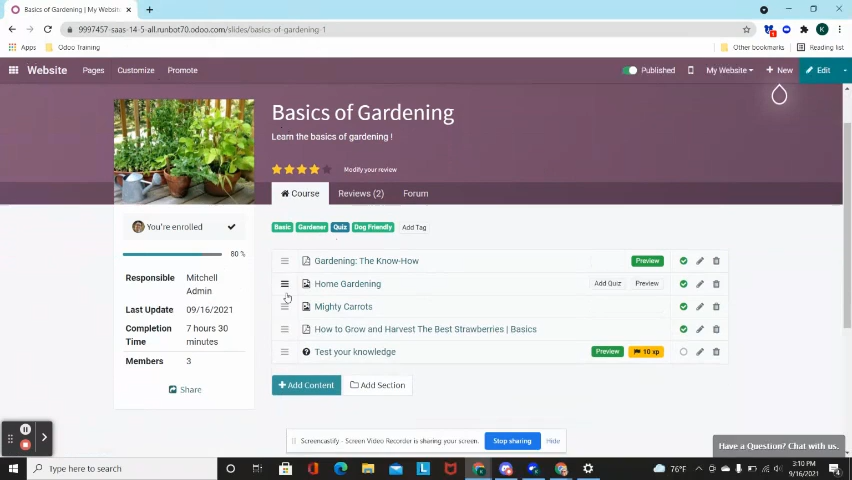 Basics of Gardening | My Website
9997457-saas-14-5-all.runbot70.odoo.com/slides/basics-of-gardening-1
K
Apps
Odoo Training
Other bookmarks
Reading list
Website
Pages
Customize
Promote
Published
My Website
+ New
Edit
Basics of Gardening
Learn the basics of gardening !
Modify your review
Course
Reviews (2)
Forum
You're enrolled
80 %
Responsible Mitchell
Admin
Last Update 09/16/2021
Completion 7 hours 30
Time minutes
Members 3
Share
Basic
Gardener
Quiz
Dog Friendly
Add Tag
Gardening: The Know-How
Preview
Home Gardening
Add Quiz
Preview
Mighty Carrots
How to Grow and Harvest The Best Strawberries | Basics
Test your knowledge
Preview
10 xp
+ Add Content
Add Section
Screencastify - Screen Video Recorder is sharing your screen.
Stop sharing
Hide
Have a Question? Chat with us.
Type here to search
76°F
3:10 PM
9/16/2021